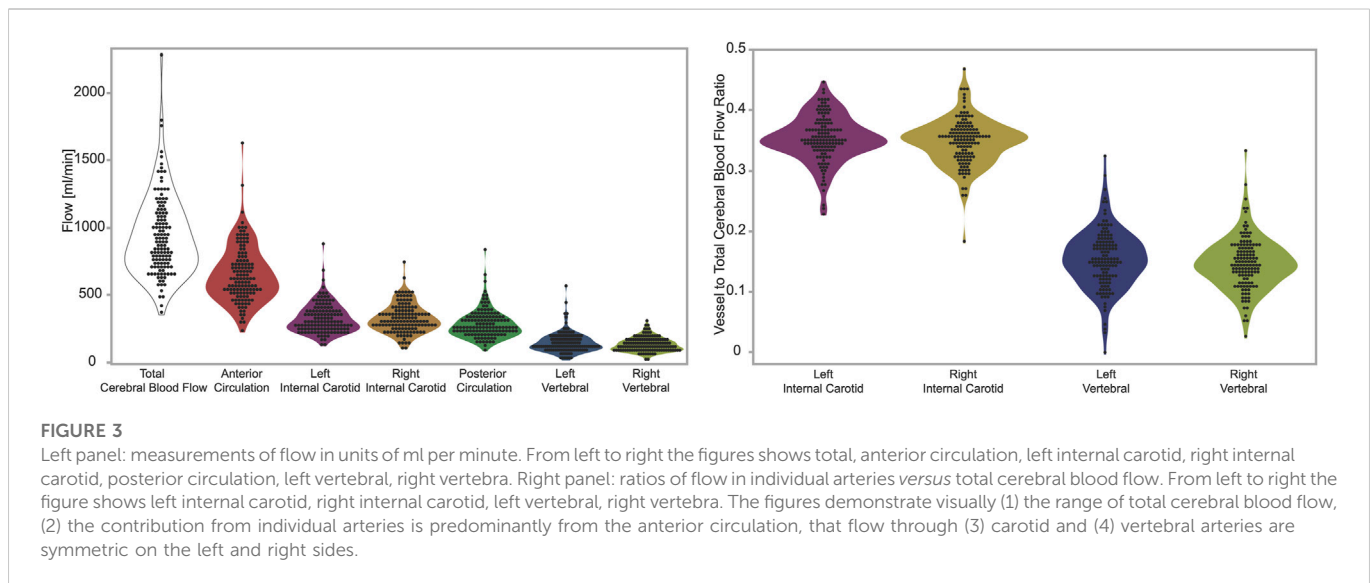 Flow [ml/min]
2000
1500
1000
500
0
Total
Cerebral Blood Flow
Anterior
Circulation
Left
Internal Carotid
Right
Internal Carotid
Posterior
Circulation
Left
Vertebral
Right
Vertebral
Vessel to Total Cerebral Blood Flow Ratio
0.5
0.4
0.3
0.2
0.1
0
Left
Internal Carotid
Right
Internal Carotid
Left
Vertebral
Right
Vertebral
FIGURE 3
Left panel: measurements of flow in units of ml per minute. From left to right the figures shows total, anterior circulation, left internal carotid, right internal
carotid, posterior circulation, left vertebral, right vertebra. Right panel: ratios of flow in individual arteries versus total cerebral blood flow. From left to right the
figure shows left internal carotid, right internal carotid, left vertebral, right vertebra. The figures demonstrate visually (1) the range of total cerebral blood flow,
(2) the contribution from individual arteries is predominantly from the anterior circulation, that flow through (3) carotid and (4) vertebral arteries are
symmetric on the left and right sides.